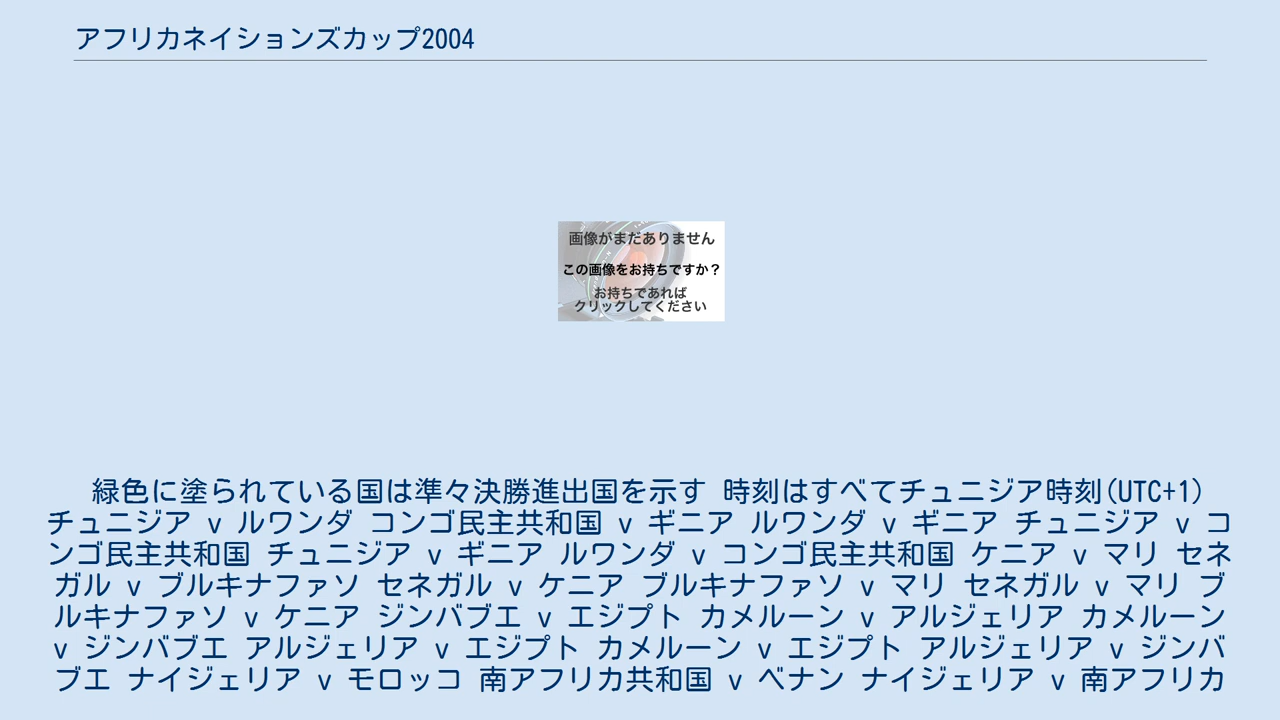 アフリカネイションズカップ2004
画像がまだありません
この画像をお持ちですか？
お持ちであれば
クリックしてください
緑色に塗られている国は準々決勝進出国を示す 時刻はすべてチュニジア時刻(UTC+1)
チュニジア v ルワンダ コンゴ民主共和国 v ギニア ルワンダ v ギニア チュニジア v コ
ンゴ民主共和国 チュニジア v ギニア ルワンダ v コンゴ民主共和国 ケニア v マリ セネ
ガル v ブルキナファソ セネガル v ケニア ブルキナファソ v マリ セネガル v マリ ブ
ルキナファソ v ケニア ジンバブエ v エジプト カメルーン v アルジェリア カメルーン
v ジンバブエ アルジェリア v エジプト カメルーン v エジプト アルジェリア v ジンバ
ブエ ナイジェリア v モロッコ 南アフリカ共和国 v ベナン ナイジェリア v 南アフリカ